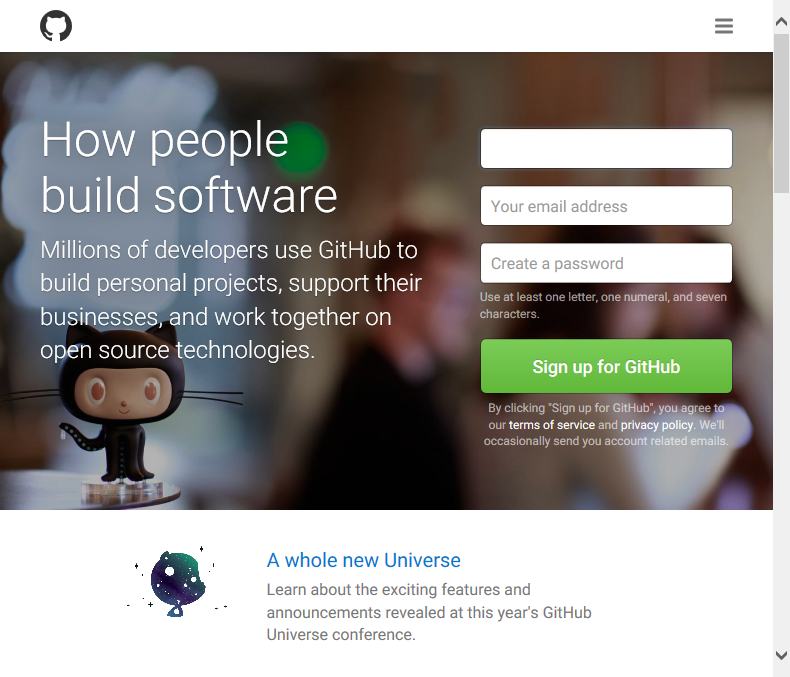 How people
build software
Millions of developers use GitHub to
build personal projects, support their
businesses, and work together on
open source technologies.
Your email address
Create a password
Use at least one letter, one numeral, and seven
characters.
Sign up for GitHub
By clicking "Sign up for GitHub", you agree to
our terms of service and privacy policy. We'll
occasionally send you account related emails.
A whole new Universe
Learn about the exciting features and
announcements revealed at this year's GitHub
Universe conference.